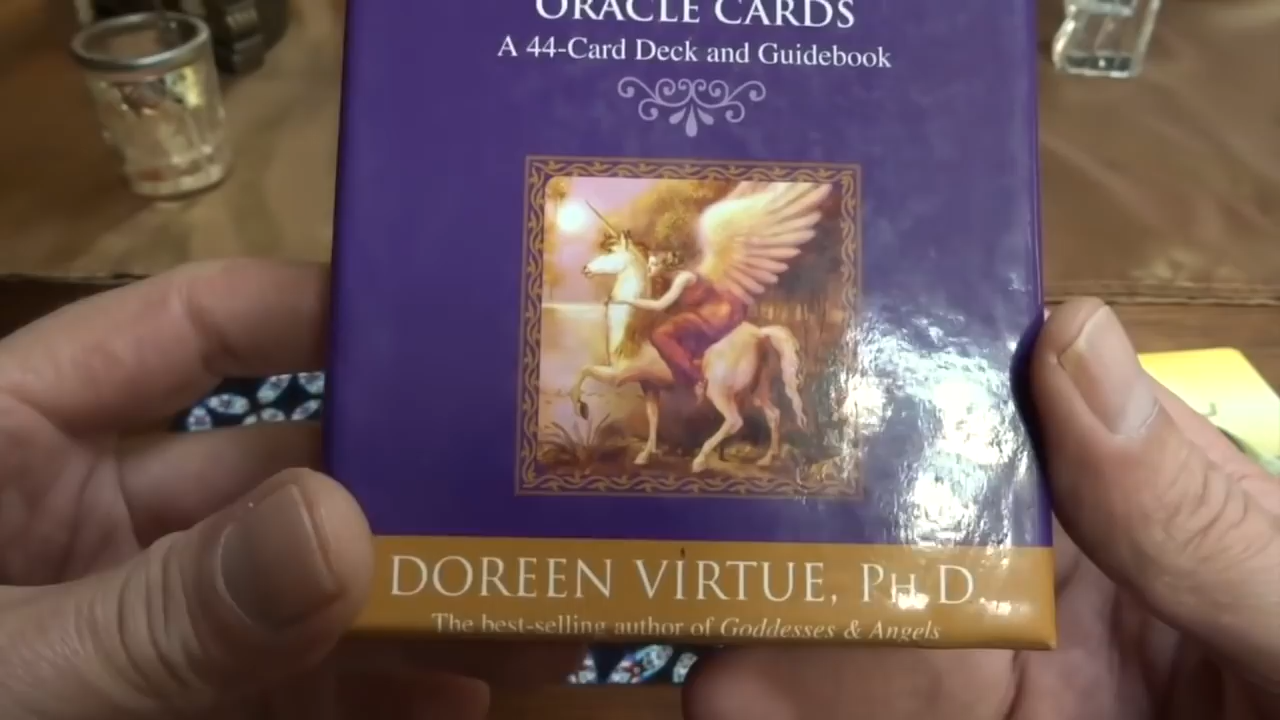 ORACLE CARDS
A 44-Card Deck and Guidebook
DOREEN VIRTUE, PH.D.
The best-selling author of Goddesses & Angels